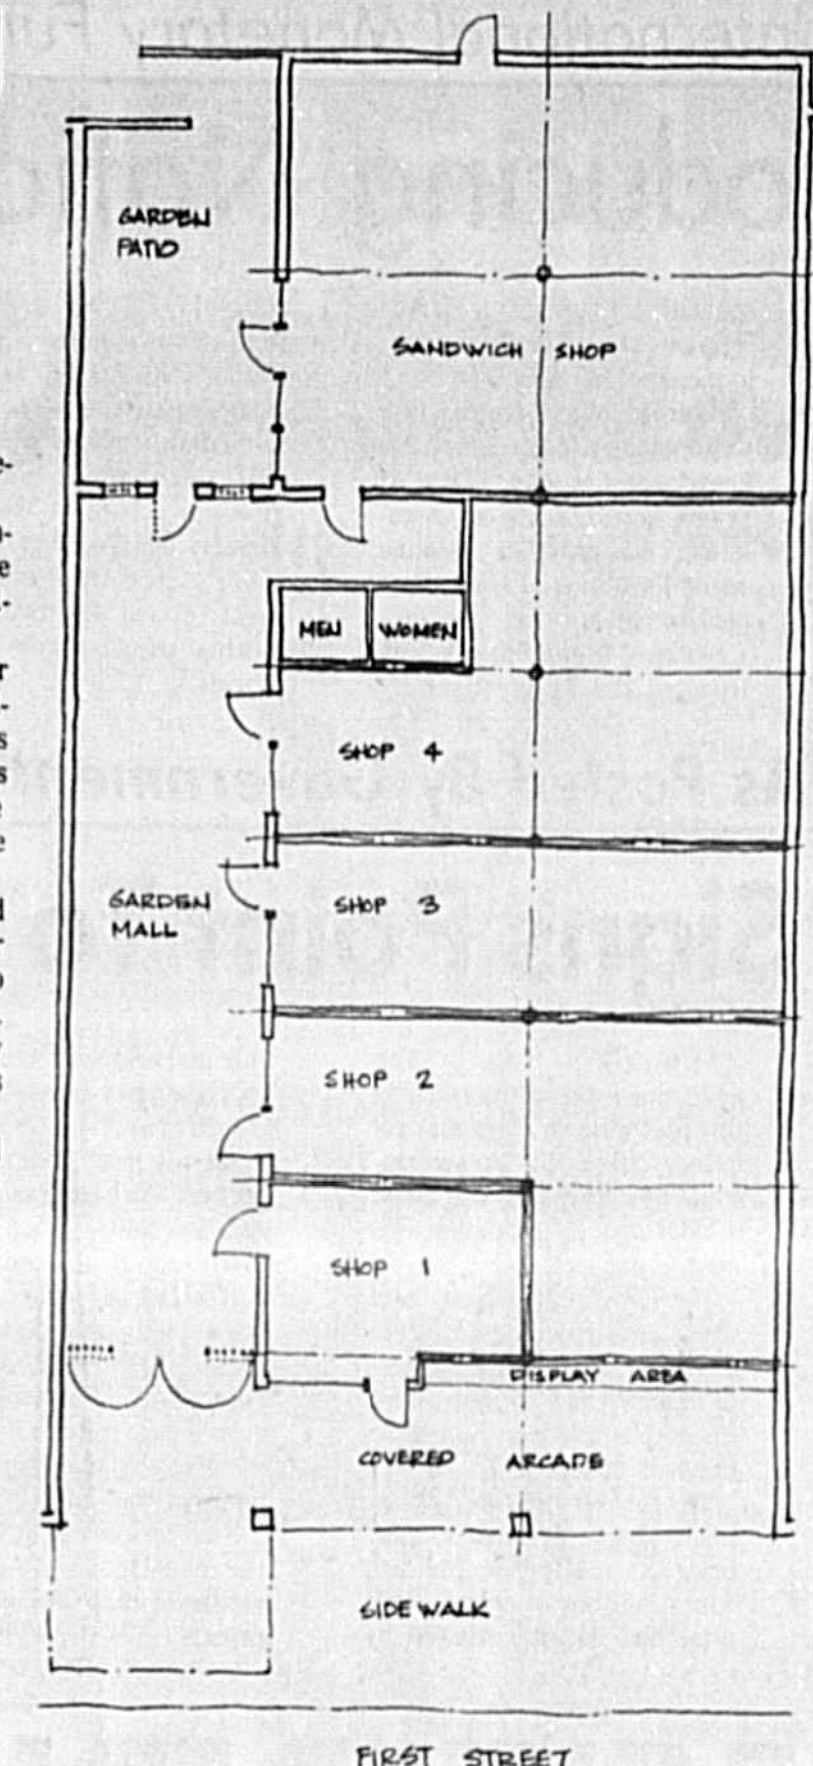 GARDEN
PATIO
SANDWICH SHOP
MEN
WOMEN
SHOP 4
GARDEN
MALL
SHOP 3
SHOP 2
SHOP 1
DISPLAY AREA
COVERED ARCADE
SIDEWALK
FIRST STREET